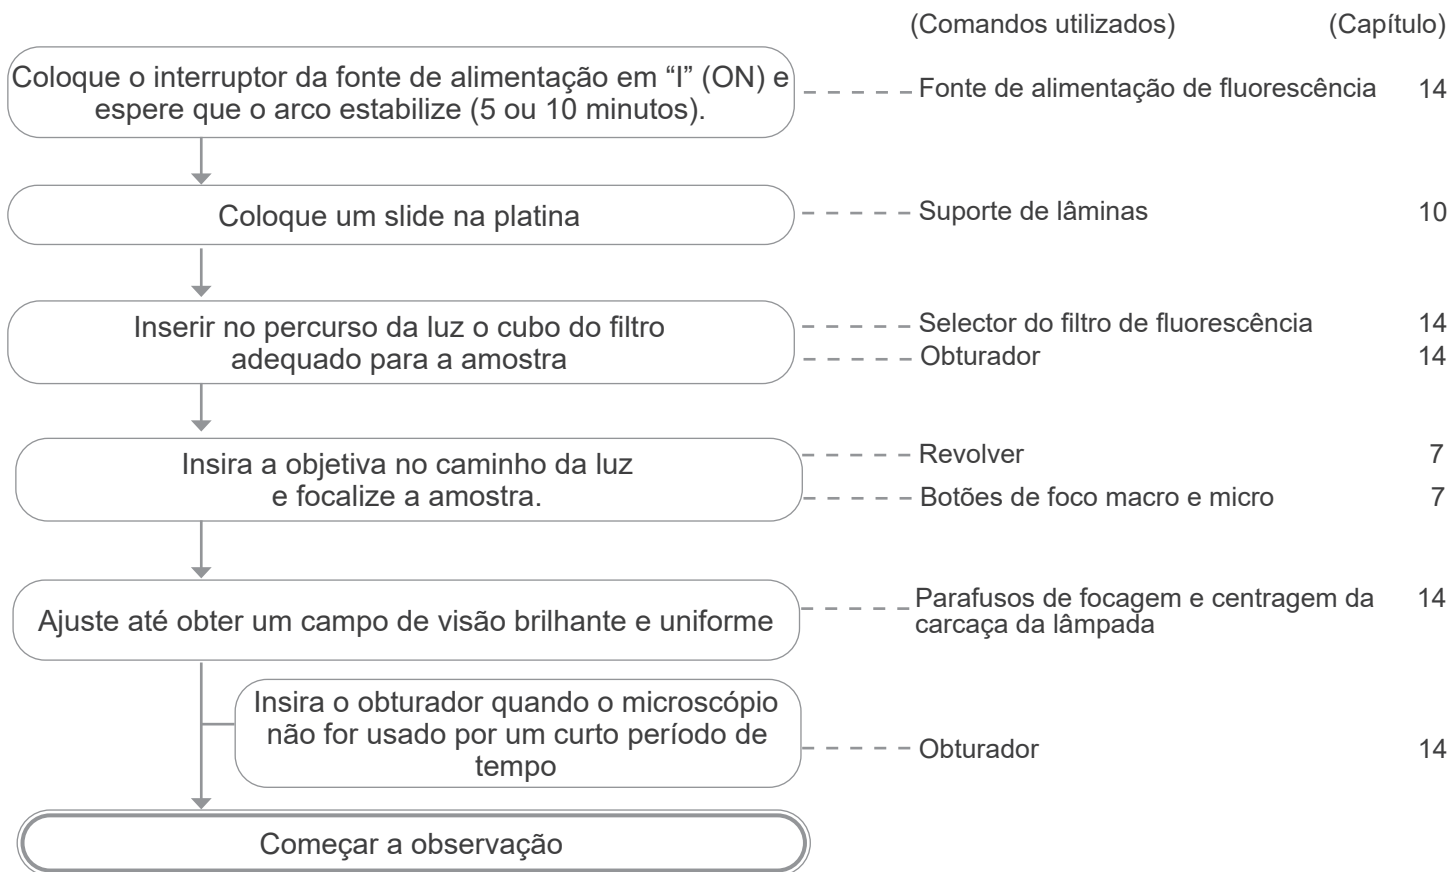 (Comandos utilizados) (Capítulo)
Coloque o interruptor da fonte de alimentação em “I” (ON) e
espere que o arco estabilize (5 ou 10 minutos).
Fonte de alimentação de fluorescência 14
Coloque um slide na platina
Suporte de lâminas 10
Inserir no percurso da luz o cubo do filtro
adequado para a amostra
Selector do filtro de fluorescência 14
Obturador 14
Insira a objetiva no caminho da luz
e focalize a amostra.
Revolver 7
Botões de foco macro e micro 7
Ajuste até obter um campo de visão brilhante e uniforme
Parafusos de focagem e centragem da 14
carcaça da lâmpada
Insira o obturador quando o microscópio
não for usado por um curto período de
tempo
Obturador 14
Começar a observação